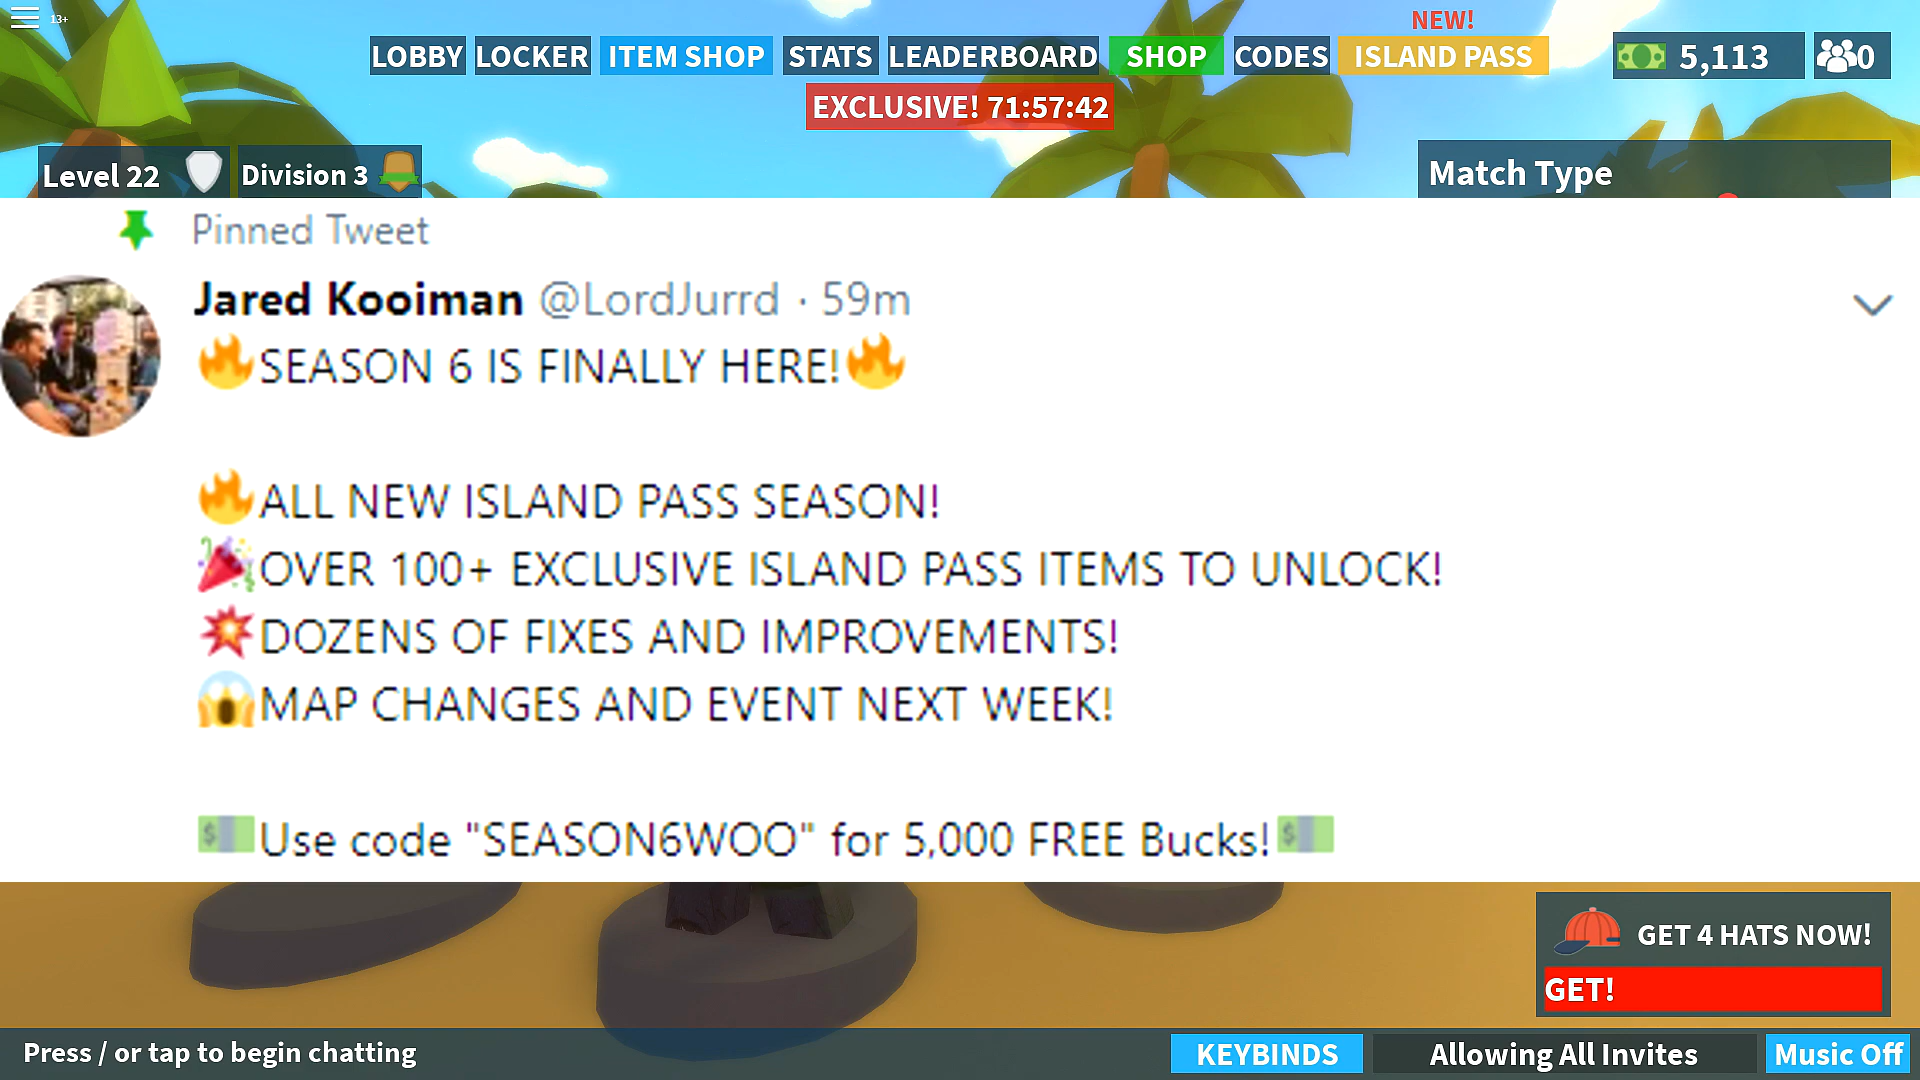 13+
NEW!
LOBBY LOCKER ITEM SHOP STATS LEADERBOARD SHOP CODES ISLAND PASS 5,113 0
EXCLUSIVE! 71:57:42
Level 22 Division 3 Match Type
Pinned Tweet
Jared Kooiman @LordJurrd · 59m
🔥SEASON 6 IS FINALLY HERE!🔥
🔥ALL NEW ISLAND PASS SEASON!
🎉OVER 100+ EXCLUSIVE ISLAND PASS ITEMS TO UNLOCK!
💥DOZENS OF FIXES AND IMPROVEMENTS!
😱MAP CHANGES AND EVENT NEXT WEEK!
💵Use code "SEASON6WOO" for 5,000 FREE Bucks!💵
GET 4 HATS NOW!
GET!
Press / or tap to begin chatting KEYBINDS Allowing All Invites Music Off